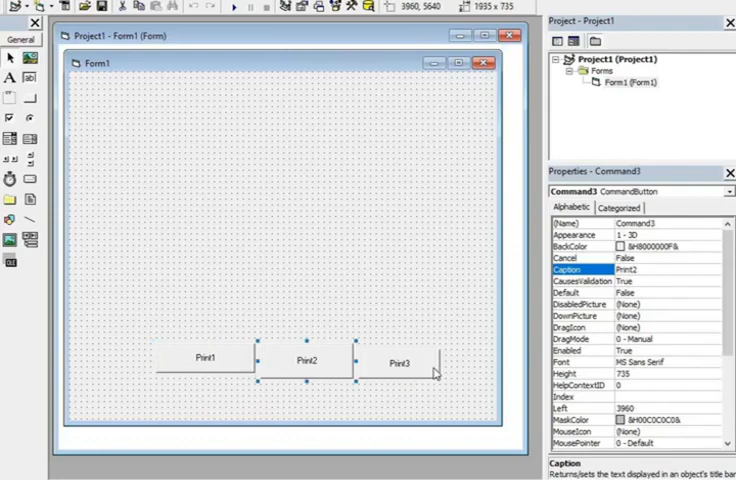 3960, 5640
1935 x 735
General
A
ab
Project1 - Form1 (Form)
Form1
Print1
Print2
Print3
Project - Project1
Project1 (Project1)
Forms
Form1 (Form1)
Properties - Command3
Command3 CommandButton
Alphabetic Categorized
(Name) Command3
Appearance 1 - 3D
BackColor &H8000000F&
Cancel False
Caption Print2
CausesValidation True
Default False
DisabledPicture (None)
DownPicture (None)
DragIcon (None)
DragMode 0 - Manual
Enabled True
Font MS Sans Serif
Height 735
HelpContextID 0
Index
Left 3960
MaskColor &H00C0C0C0&
MouseIcon (None)
MousePointer 0 - Default
Caption
Returns/sets the text displayed in an object's title bar